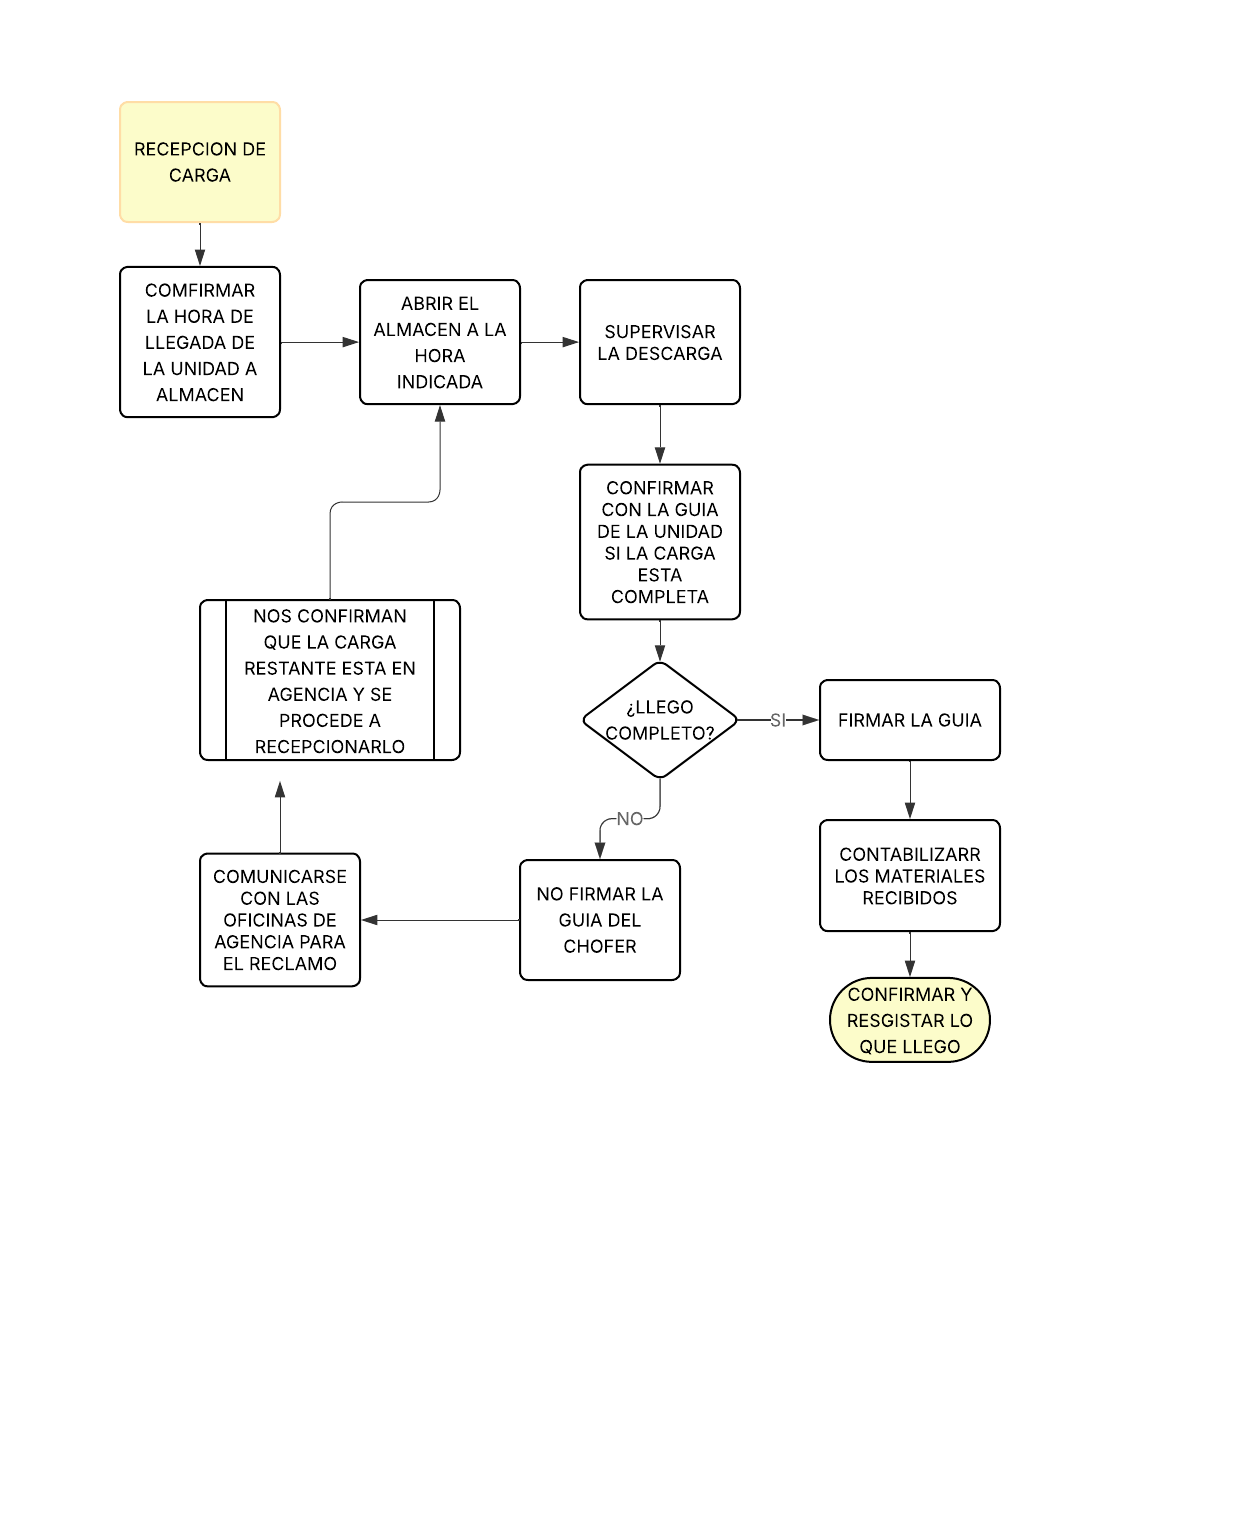 RECEPCION DE
CARGA
COMFIRMAR
LA HORA DE
LLEGADA DE
LA UNIDAD A
ALMACEN
ABRIR EL
ALMACEN A LA
HORA
INDICADA
SUPERVISAR
LA DESCARGA
CONFIRMAR
CON LA GUIA
DE LA UNIDAD
SI LA CARGA
ESTA
COMPLETA
¿LLEGO
COMPLETO?
SI
FIRMAR LA GUIA
CONTABILIZARR
LOS MATERIALES
RECIBIDOS
CONFIRMAR Y
RESGISTAR LO
QUE LLEGO
NO
NO FIRMAR LA
GUIA DEL
CHOFER
COMUNICARSE
CON LAS
OFICINAS DE
AGENCIA PARA
EL RECLAMO
NOS CONFIRMAN
QUE LA CARGA
RESTANTE ESTA EN
AGENCIA Y SE
PROCEDE A
RECEPCIONARLO